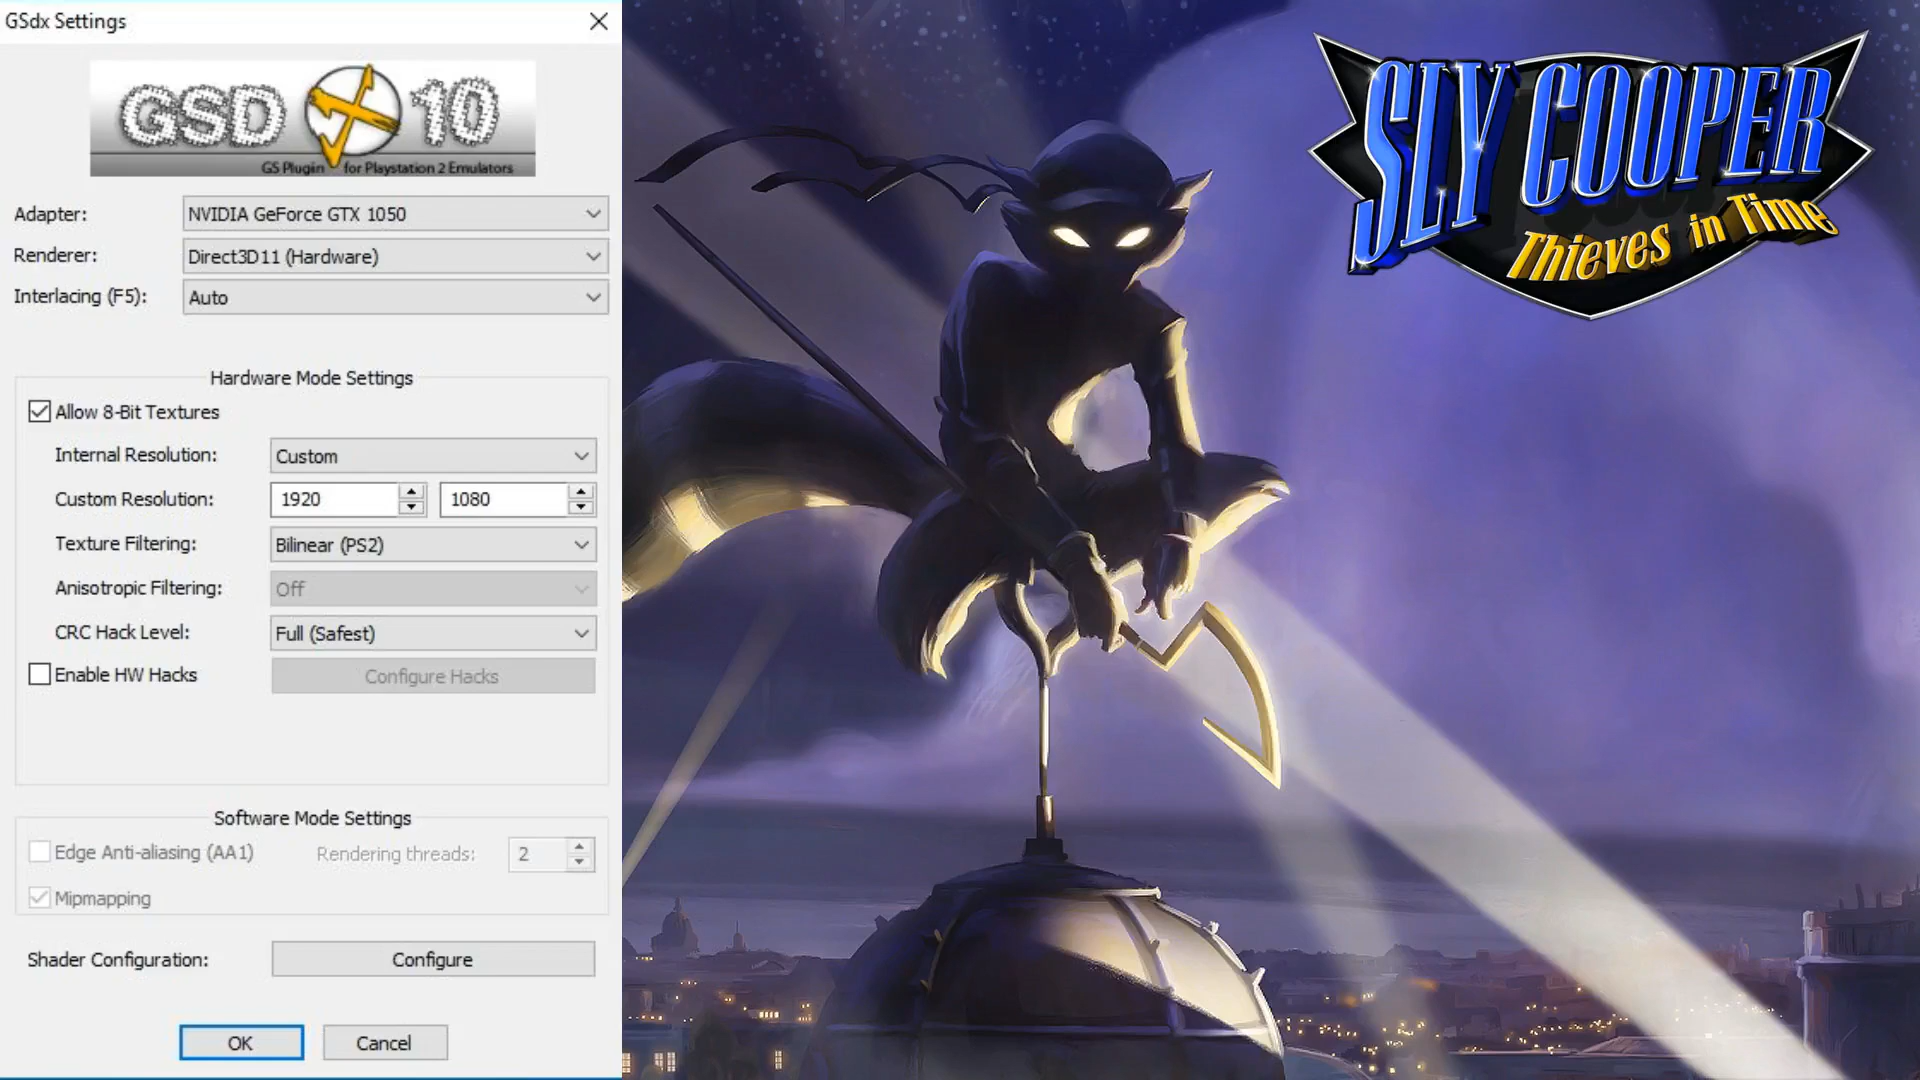 GSdx Settings
GSD 10
GS Plugin for Playstation 2 Emulators
Adapter: NVIDIA GeForce GTX 1050
Renderer: Direct3D11 (Hardware)
Interlacing (F5): Auto
Hardware Mode Settings
Allow 8-Bit Textures
Internal Resolution: Custom
Custom Resolution: 1920 1080
Texture Filtering: Bilinear (PS2)
Anisotropic Filtering: Off
CRC Hack Level: Full (Safest)
Enable HW Hacks Configure Hacks
Software Mode Settings
Edge Anti-aliasing (AA1) Rendering threads: 2
Mipmapping
Shader Configuration: Configure
OK Cancel
SLY COOPER
Thieves in Time